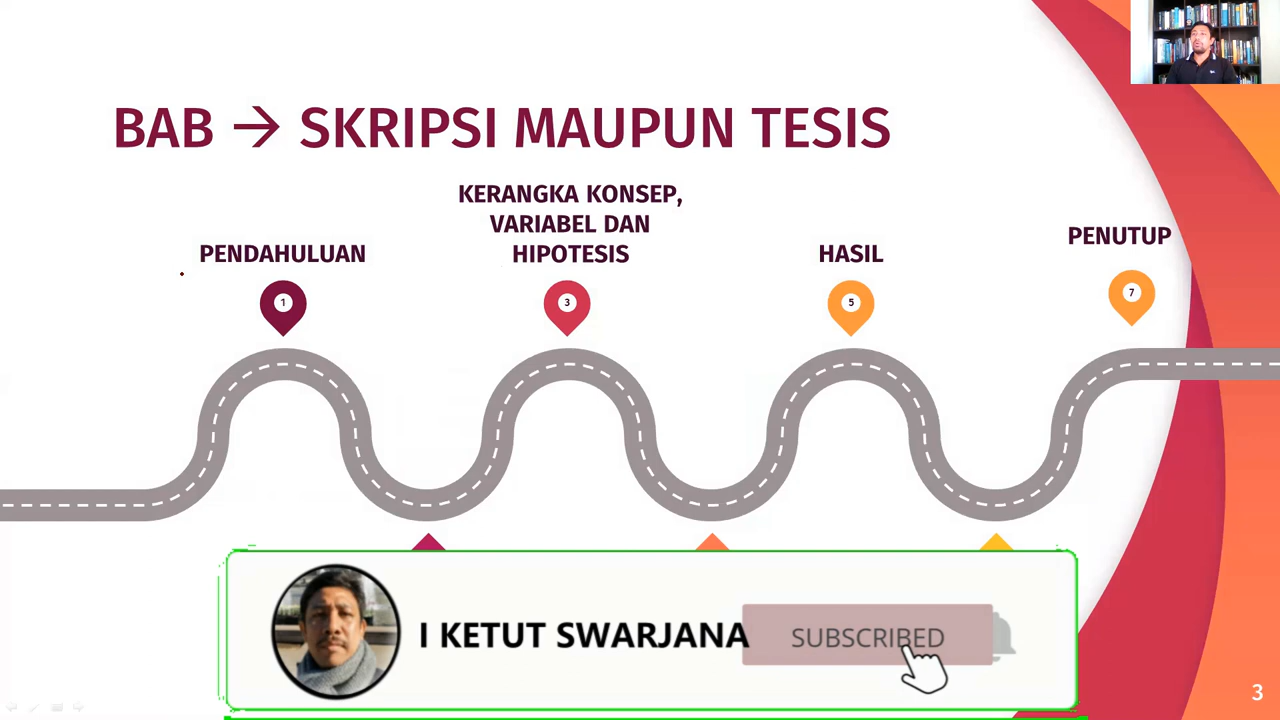 BAB → SKRIPSI MAUPUN TESIS
PENDAHULUAN
1
KERANGKA KONSEP,
VARIABEL DAN
HIPOTESIS
3
HASIL
5
PENUTUP
7
I KETUT SWARJANA
SUBSCRIBED
3